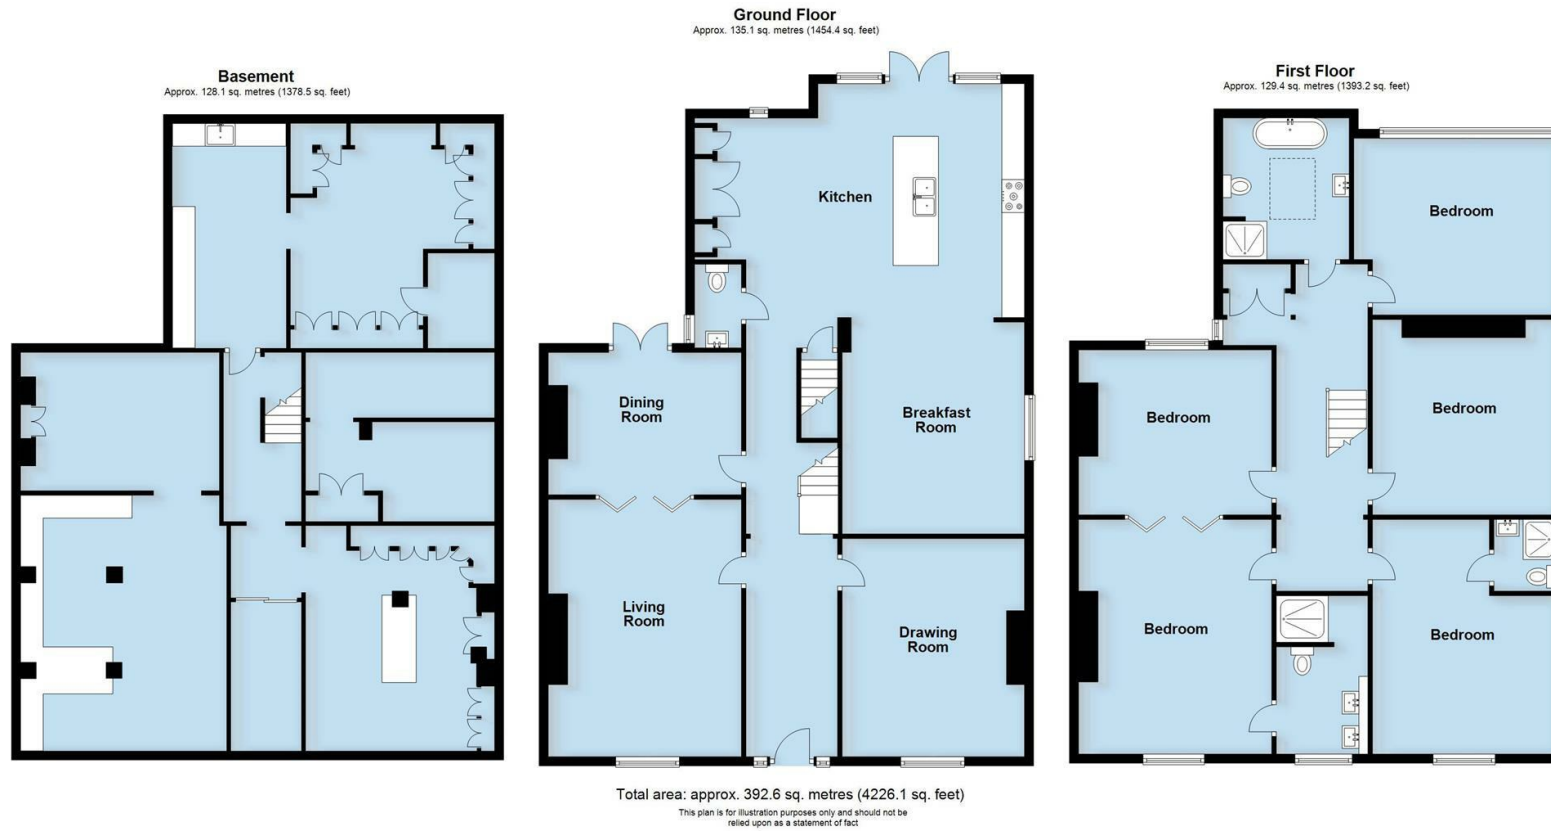 Ground Floor
Approx. 135.1 sq. metres (1454.4 sq. feet)
Basement
Approx. 128.1 sq. metres (1378.5 sq. feet)
First Floor
Approx. 129.4 sq. metres (1393.2 sq. feet)
Kitchen
Dining
Room
Breakfast
Room
Living
Room
Drawing
Room
Bedroom
Bedroom
Bedroom
Bedroom
Bedroom
Total area: approx. 392.6 sq. metres (4226.1 sq. feet)
This plan is for illustration purposes only and should not be
relied upon as a statement of fact